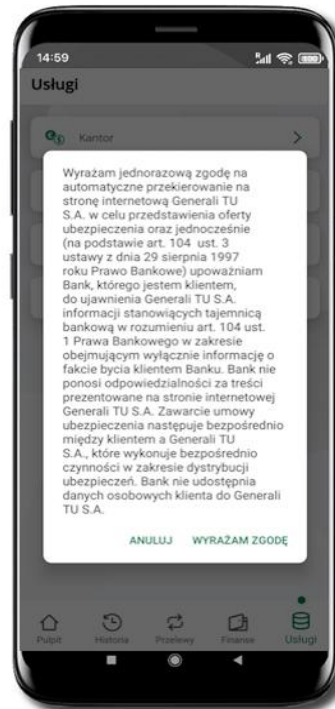 14:59
Usługi
Kantor
Wyrażam jednorazową zgodę na
automatyczne przekierowanie na
stronę internetową Generali TU
S.A. w celu przedstawienia oferty
ubezpieczenia oraz jednocześnie
(na podstawie art. 104 ust. 3
ustawy z dnia 29 sierpnia 1997
roku Prawo Bankowe) upoważniam
Bank, którego jestem klientem,
do ujawnienia Generali TU S.A.
informacji stanowiących tajemnicą
bankową w rozumieniu art. 104 ust.
1 Prawa Bankowego w zakresie
obejmującym wyłącznie informację o
fakcie bycia klientem Banku. Bank nie
ponosi odpowiedzialności za treści
prezentowane na stronie internetowej
Generali TU S.A. Zawarcie umowy
ubezpieczenia następuje bezpośrednio
między klientem a Generali TU
S.A., które wykonuje bezpośrednio
czynności w zakresie dystrybucji
ubezpieczeń. Bank nie udostępnia
danych osobowych klienta do Generali
TU S.A.
ANULUJ WYRAŻAM ZGODĘ
Pulpit Historia Przelewy Finanse Usługi